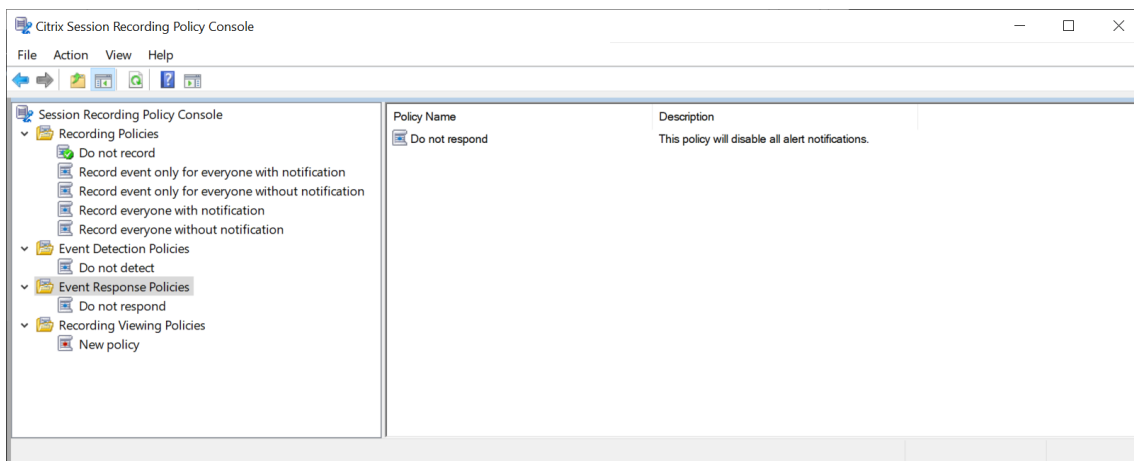 Citrix Session Recording Policy Console
File Action View Help
Session Recording Policy Console
Recording Policies
Do not record
Record event only for everyone with notification
Record event only for everyone without notification
Record everyone with notification
Record everyone without notification
Event Detection Policies
Do not detect
Event Response Policies
Do not respond
Recording Viewing Policies
New policy
Policy Name Description
Do not respond This policy will disable all alert notifications.